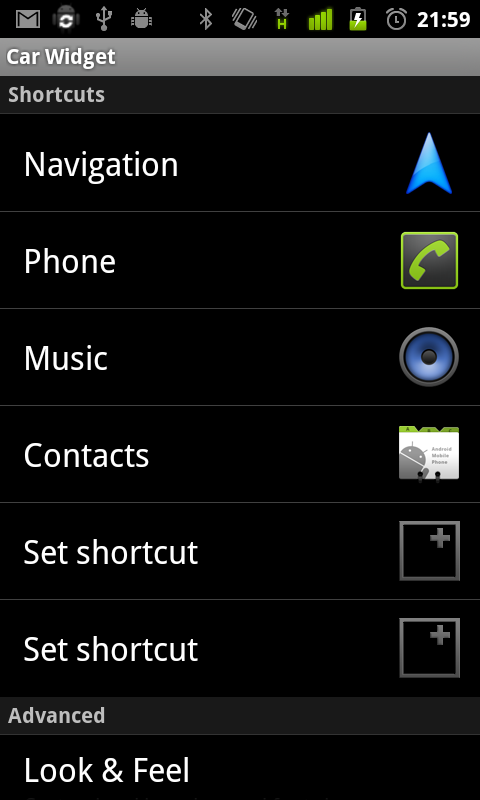 H
21:59
Car Widget
Shortcuts
Navigation
Phone
Music
Contacts
Android
Mobile
Phone
Set shortcut
Set shortcut
Advanced
Look & Feel